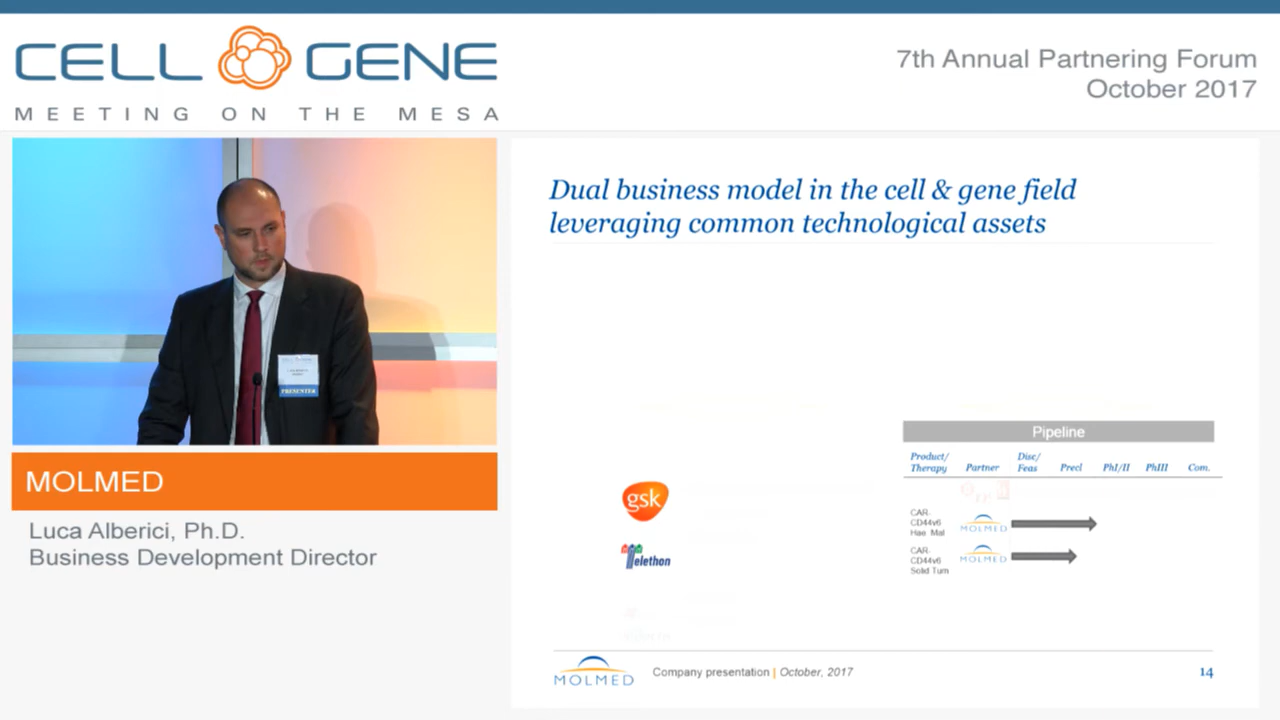 CELL GENE
MEETING ON THE MESA
7th Annual Partnering Forum
October 2017
PRESENTER
MOLMED
Luca Alberici, Ph.D.
Business Development Director
Dual business model in the cell & gene field
leveraging common technological assets
gsk
Telethon
Pipeline
Product/ Therapy
Partner
Disc/ Feas
Precl
PhI/II
PhIII
Com.
CAR-
CD44v6
Hae Mal
MOLMED
CAR-
CD44v6
Solid Tum
MOLMED
MOLMED
Company presentation | October, 2017
14